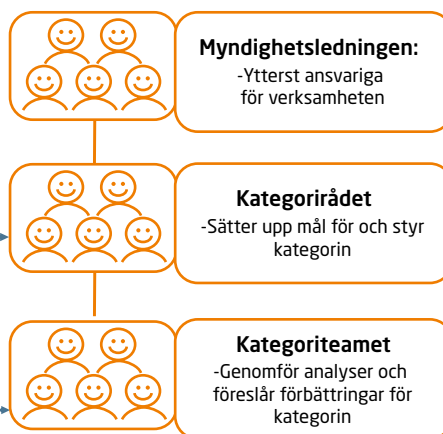 Myndighetsledningen:
-Ytterst ansvariga
för verksamheten
Kategorirådet
-Sätter upp mål för och styr
kategorin
Kategoriteamet
-Genomför analyser och
föreslår förbättringar för
kategorin